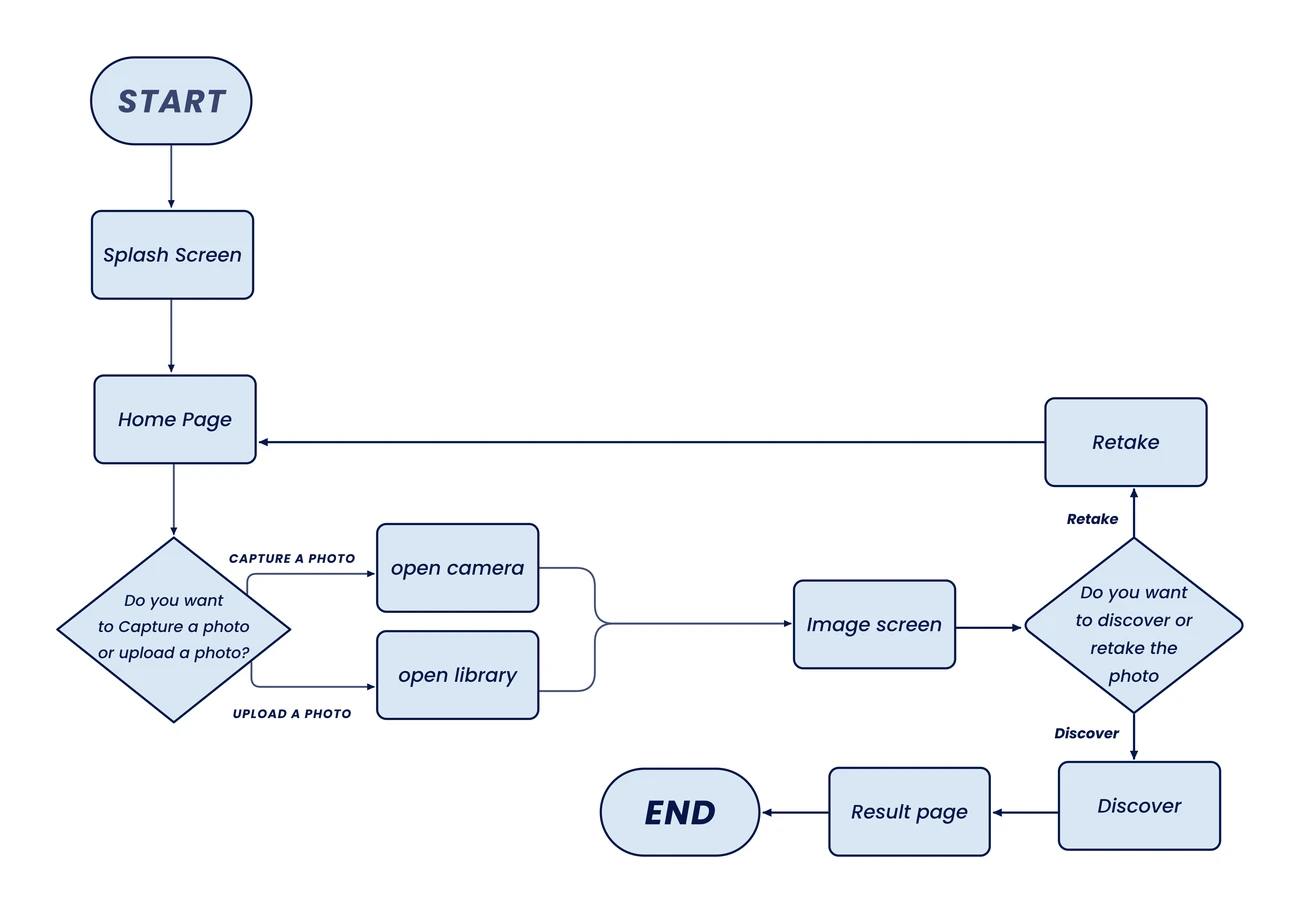 START
Splash Screen
Home Page
Retake
Retake
CAPTURE A PHOTO
open camera
Do you want
to Capture a photo
or upload a photo?
Image screen
Do you want
to discover or
retake the
photo
open library
UPLOAD A PHOTO
Discover
END
Result page
Discover